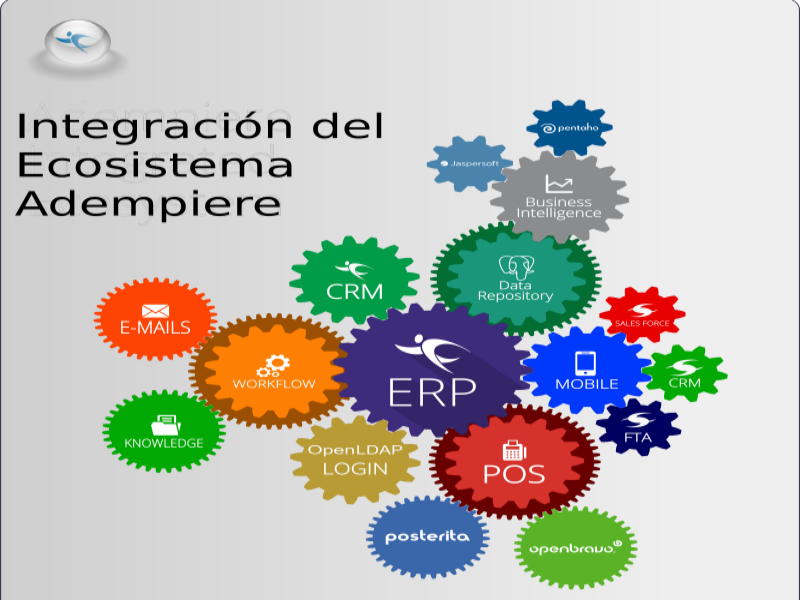 Integración del
Ecosistema
Adempiere
pentaho
Jaspersoft
Business
Intelligence
CRM
Data
Repository
E-MAILS
SALES FORCE
WORKFLOW
ERP
MOBILE
CRM
KNOWLEDGE
FTA
OpenLDAP
LOGIN
POS
posterita
openbravo